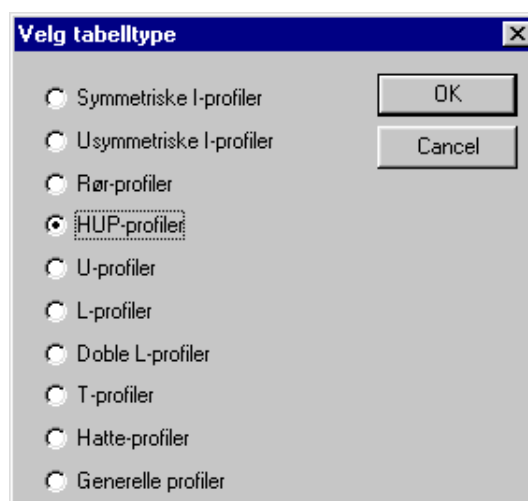 Velg tabelltype
Symmetriske I-profiler
Usymmetriske I-profiler
Rør-profiler
HUP-profiler
U-profiler
L-profiler
Doble L-profiler
T-profiler
Hatte-profiler
Generelle profiler
OK
Cancel